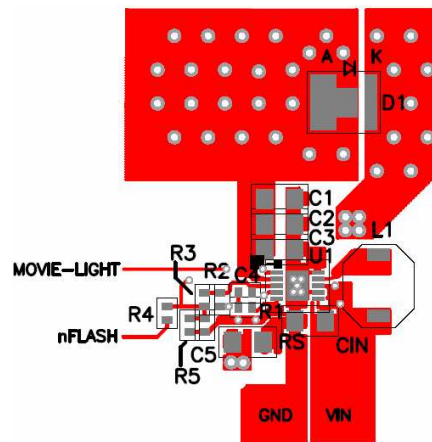 A K
D1
C1
C2
C3
L1
U1
MOVIE-LIGHT
R3
R2
C4
R4
R1
nFLASH
RS
CIN
C5
R5
GND
VIN